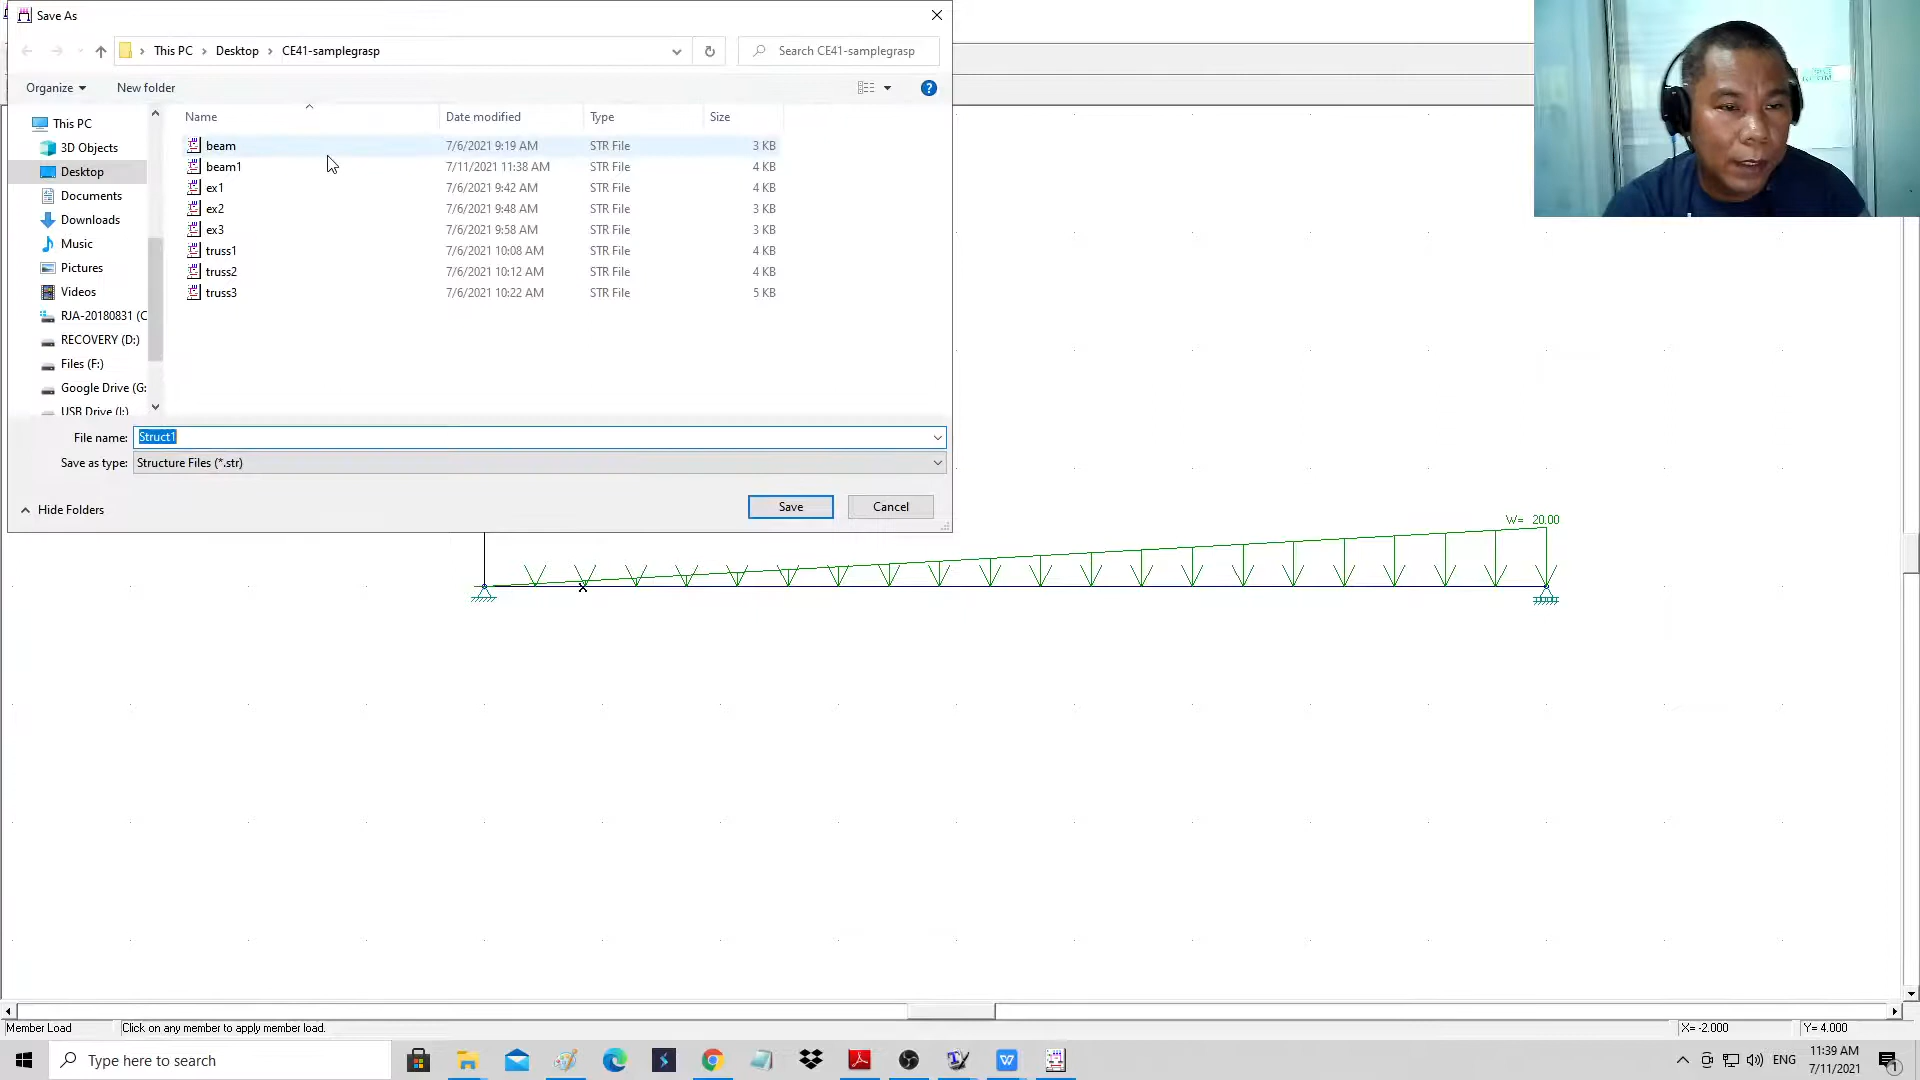 Save As
This PC > Desktop > CE41-samplegrasp
Search CE41-samplegrasp
Organize
New folder
This PC
3D Objects
Desktop
Documents
Downloads
Music
Pictures
Videos
RJA-20180831 (C
RECOVERY (D:)
Files (F:)
Google Drive (G:
USB Drive (I:)
Name Date modified Type Size
beam 7/6/2021 9:19 AM STR File 3 KB
beam1 7/11/2021 11:38 AM STR File 4 KB
ex1 7/6/2021 9:42 AM STR File 4 KB
ex2 7/6/2021 9:48 AM STR File 3 KB
ex3 7/6/2021 9:58 AM STR File 3 KB
truss1 7/6/2021 10:08 AM STR File 4 KB
truss2 7/6/2021 10:12 AM STR File 4 KB
truss3 7/6/2021 10:22 AM STR File 5 KB
File name: Struct1
Save as type: Structure Files (*.str)
Hide Folders
Save
Cancel
W= 20.00
Member Load
Click on any member to apply member load.
X= -2.000
Y= 4.000
Type here to search
ENG
11:39 AM
7/11/2021
1